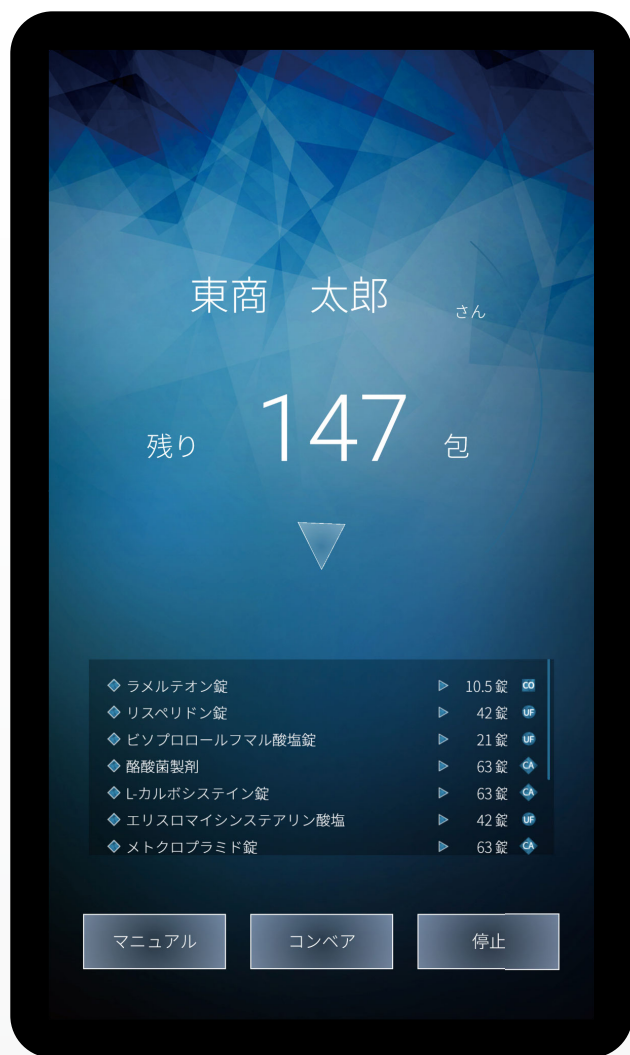 東商　太郎　さん
残り 147 包
ラメルテオン錠 10.5錠 CO
リスペリドン錠 42錠 UF
ビソプロロールフマル酸塩錠 21錠 UF
酪酸菌製剤 63錠 CA
L-カルボシステイン錠 63錠 CA
エリスロマイシンステアリン酸塩 42錠 UF
メトクロプラミド錠 63錠 CA
マニュアル コンベア 停止